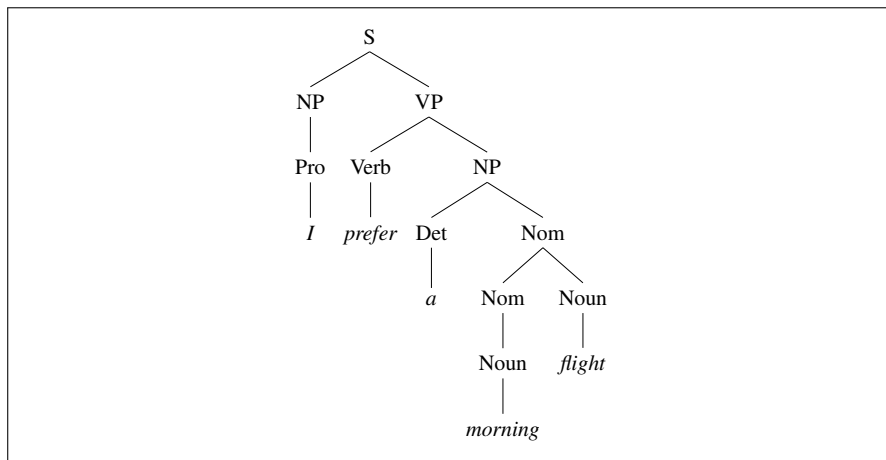 S
NP VP
Pro Verb NP
I prefer Det Nom
a Nom Noun
Noun flight
morning